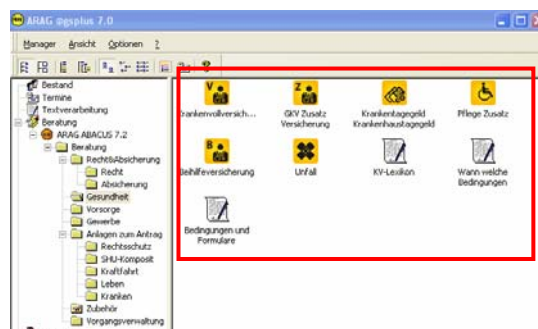 ARAG @gsplus 7.0
Manager Ansicht Optionen ?
Bestand
Termine
Textverarbeitung
Beratung
ARAG ABACUS 7.2
Beratung
Recht&Absicherung
Recht
Absicherung
Gesundheit
Vorsorge
Gewerbe
Anlagen zum Antrag
Rechtsschutz
SHU-Komposit
Kraftfahrt
Leben
Kranken
Zubehör
Vorgangsverwaltung
V
Krankenvollversich...
Z
GKV Zusatz
Versicherung
Krankentagegeld
Krankenhaustagegeld
Pflege Zusatz
B
Beihilfeversicherung
Unfall
KV-Lexikon
Wann welche
Bedingungen
Bedingungen und
Formulare